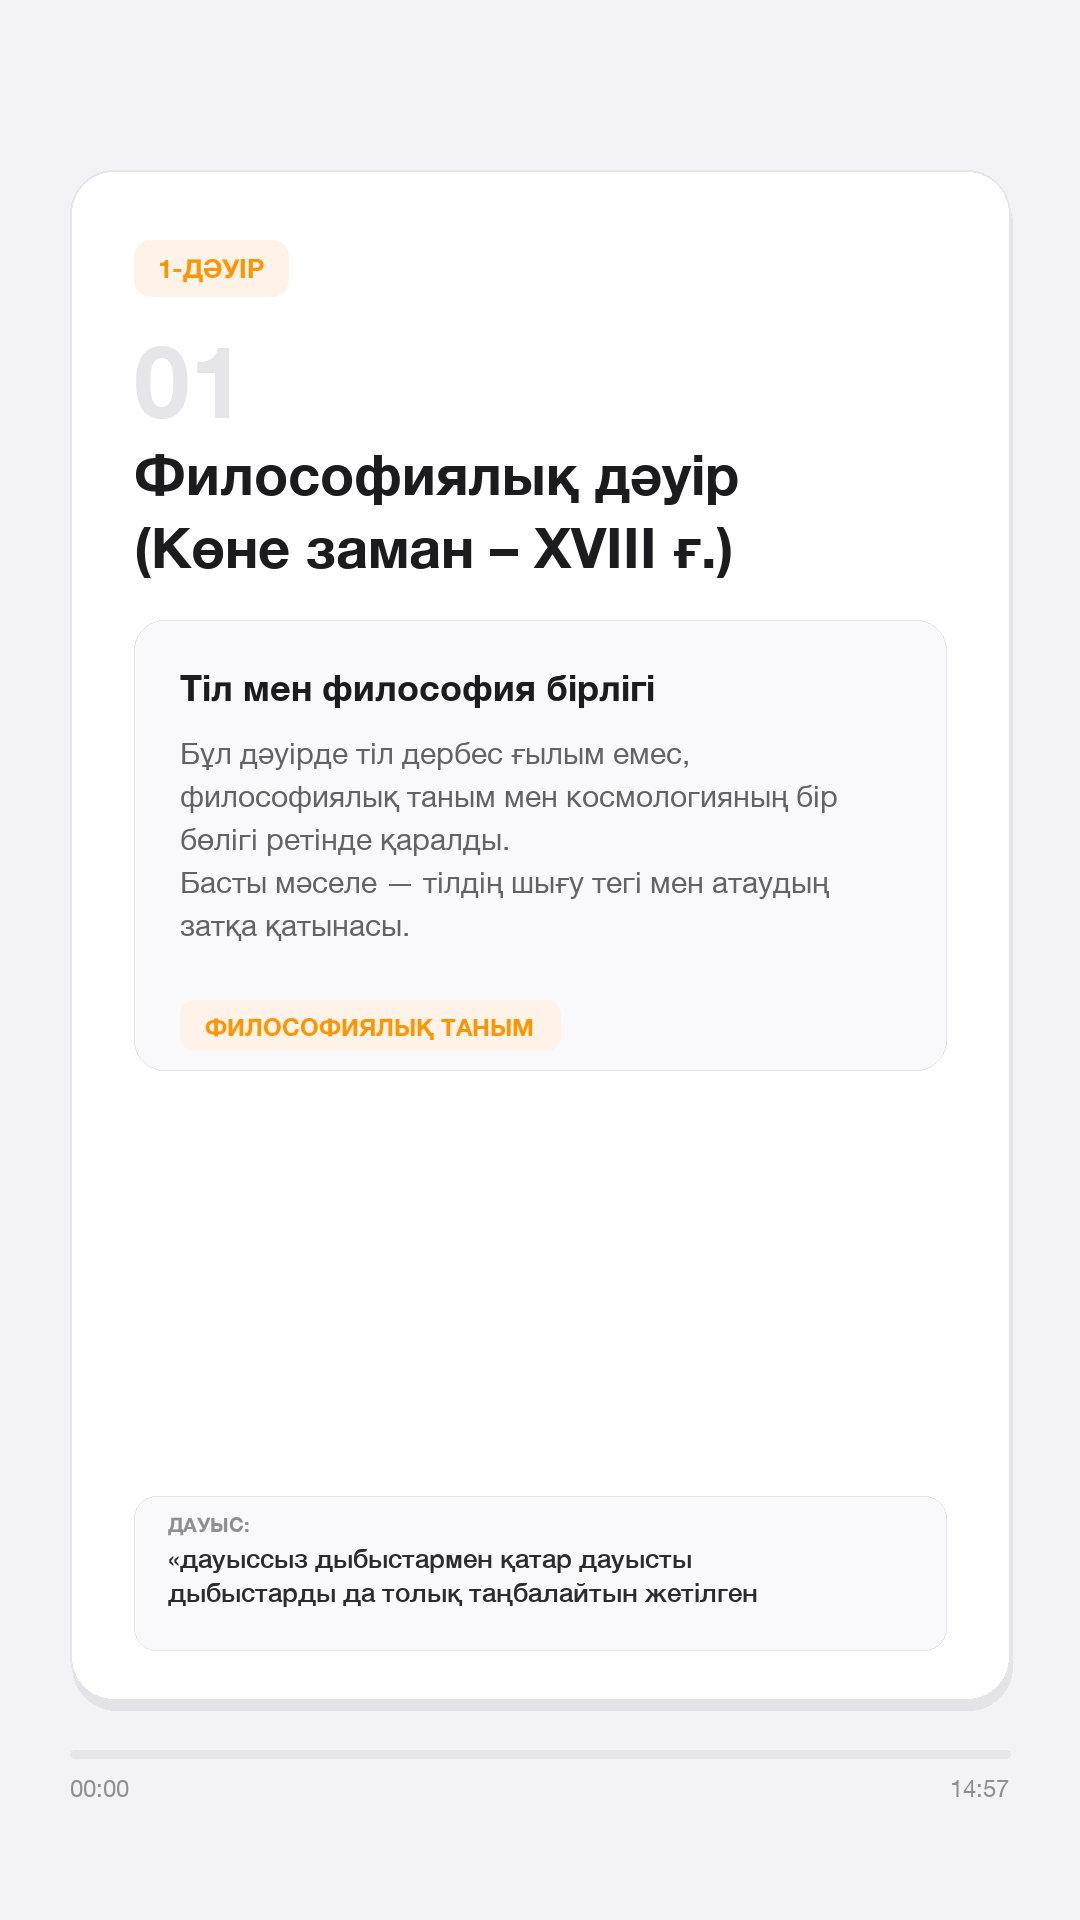 1-ДӘУІР
01
Философиялық дәуір
(Көне заман – XVIII ғ.)
Тіл мен философия бірлігі
Бұл дәуірде тіл дербес ғылым емес,
философиялық таным мен космологияның бір
бөлігі ретінде қаралды.
Басты мәселе — тілдің шығу тегі мен атаудың
затқа қатынасы.
ФИЛОСОФИЯЛЫҚ ТАНЫМ
ДАУЫС:
«дауыссыз дыбыстармен қатар дауысты
дыбыстарды да толық таңбалайтын жетілген
00:00
14:57